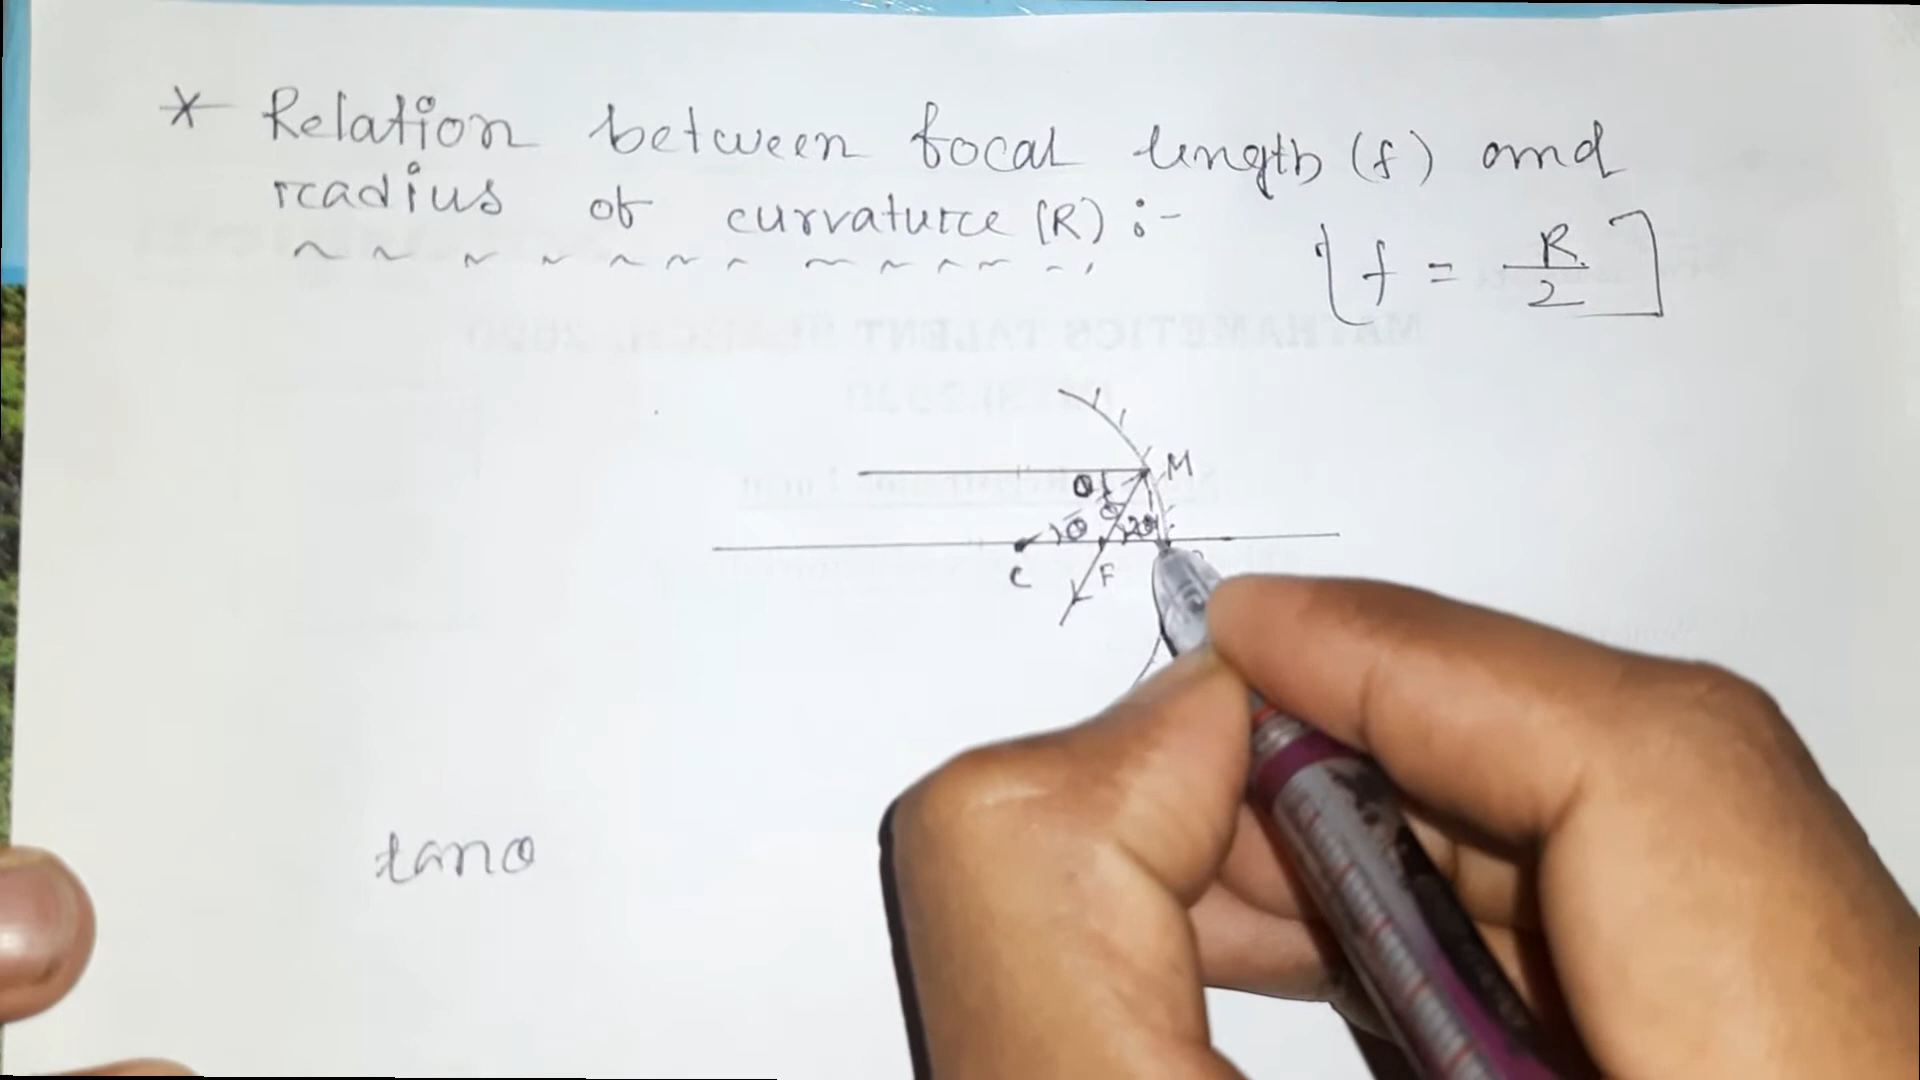 * Relation between focal length (f) and
radius of curvature (R) :-
[f = R/2]
M
θ
θ
θ 2θ
C F
tanθ